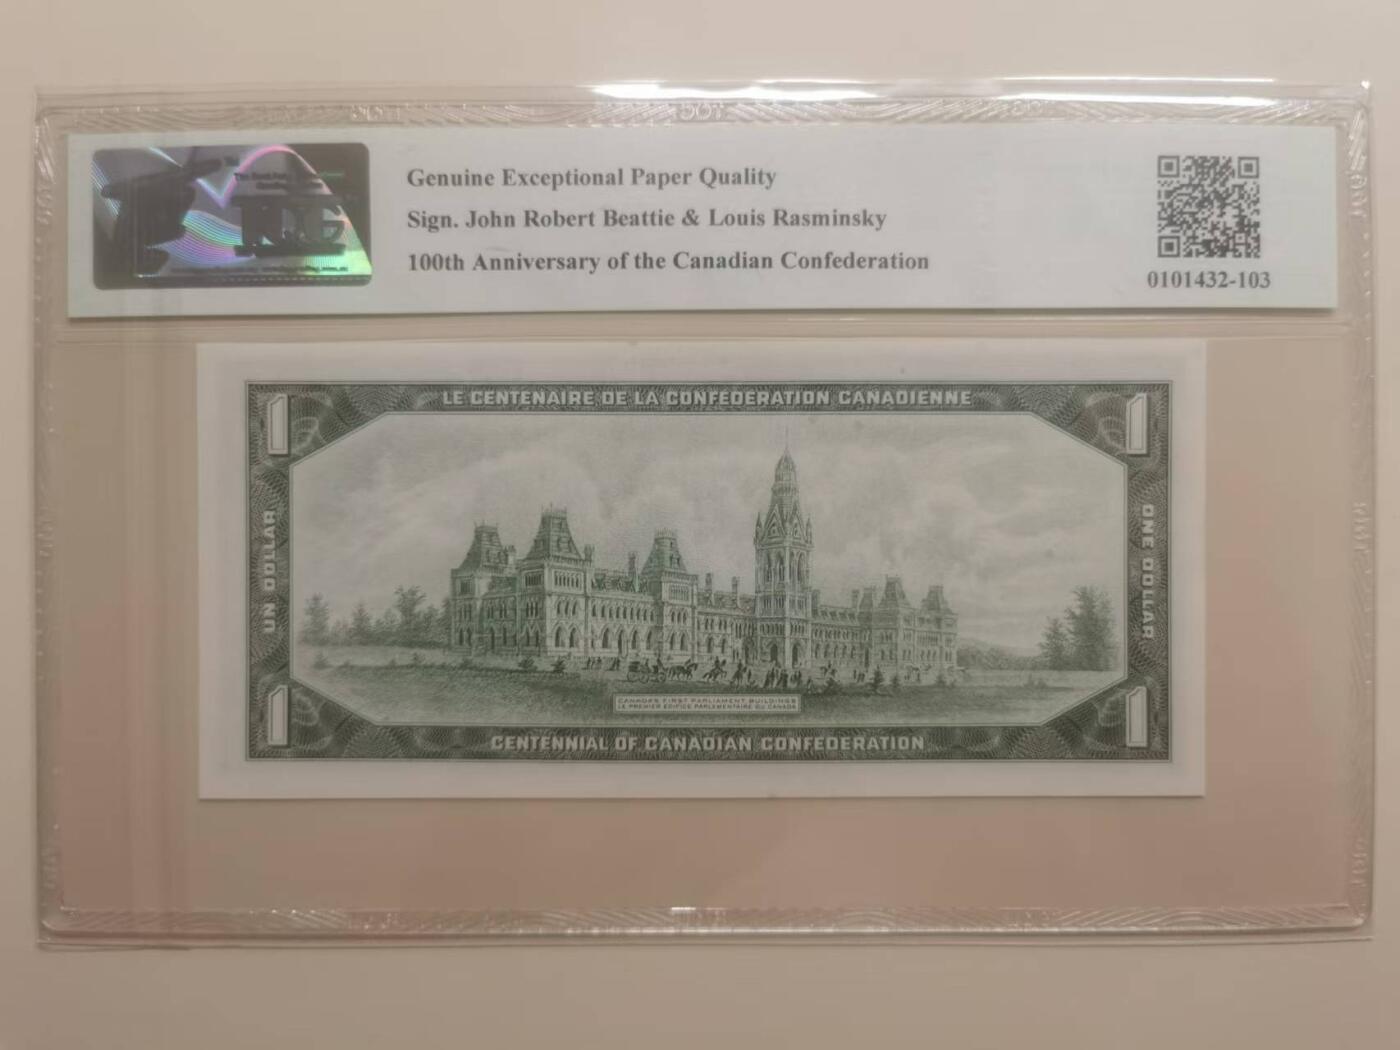 Genuine Exceptional Paper Quality
Sign. John Robert Beattie & Louis Rasminsky
100th Anniversary of the Canadian Confederation
0101432-103
LE CENTENAIRE DE LA CONFEDERATION CANADIENNE
1
1
UN DOLLAR
ONE DOLLAR
CANADA'S FIRST PARLIAMENT BUILDINGS
LE PREMIER EDIFICE PARLEMENTAIRE DU CANADA
1
1
CENTENNIAL OF CANADIAN CONFEDERATION